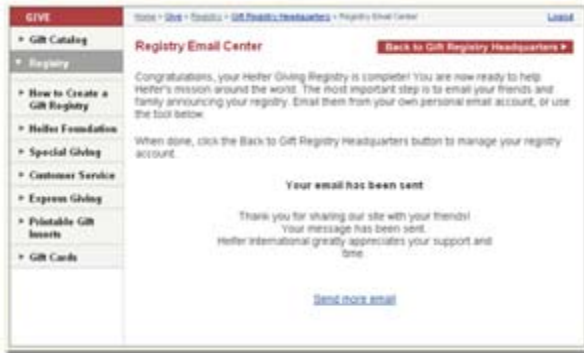 GIVE
Home > Give > Registry > Gift Registry Headquarters > Registry Email Center
Logout
Gift Catalog
Registry
How to Create a
Gift Registry
Heifer Foundation
Special Giving
Customer Service
Express Giving
Printable Gift
Inserts
Gift Cards
Registry Email Center
Back to Gift Registry Headquarters
Congratulations, your Heifer Giving Registry is complete! You are now ready to help
Heifer's mission around the world. The most important step is to email your friends and
family announcing your registry. Email them from your own personal email account, or use
the tool below.
When done, click the Back to Gift Registry Headquarters button to manage your registry
account.
Your email has been sent
Thank you for sharing our site with your friends!
Your message has been sent.
Heifer International greatly appreciates your support and
time.
Send more email